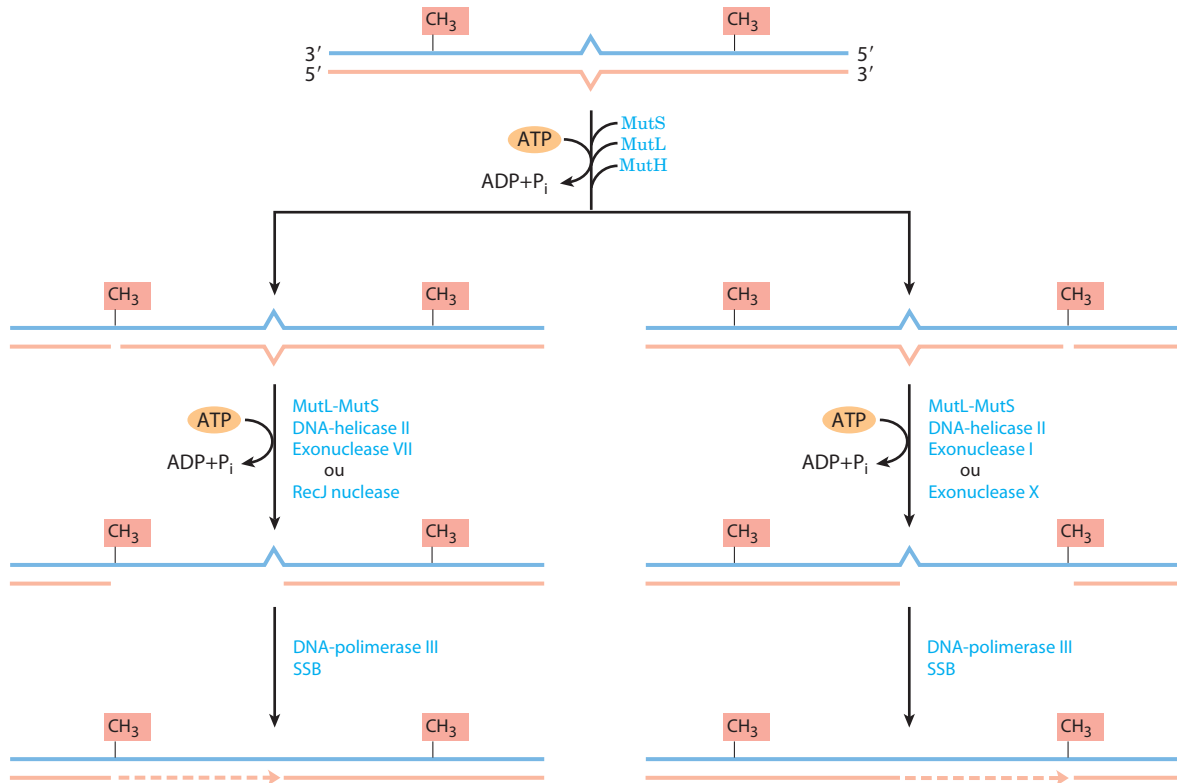 CH3 CH3
3′ 5′
5′ 3′
MutS
ATP
MutL
MutH
ADP+Pi
CH3 CH3 CH3 CH3
MutL-MutS
ATP
DNA-helicase II
Exonuclease VII
ADP+Pi
ou
RecJ nuclease
MutL-MutS
ATP
DNA-helicase II
Exonuclease I
ADP+Pi
ou
Exonuclease X
CH3 CH3 CH3 CH3
DNA-polimerase III
SSB
DNA-polimerase III
SSB
CH3 CH3 CH3 CH3